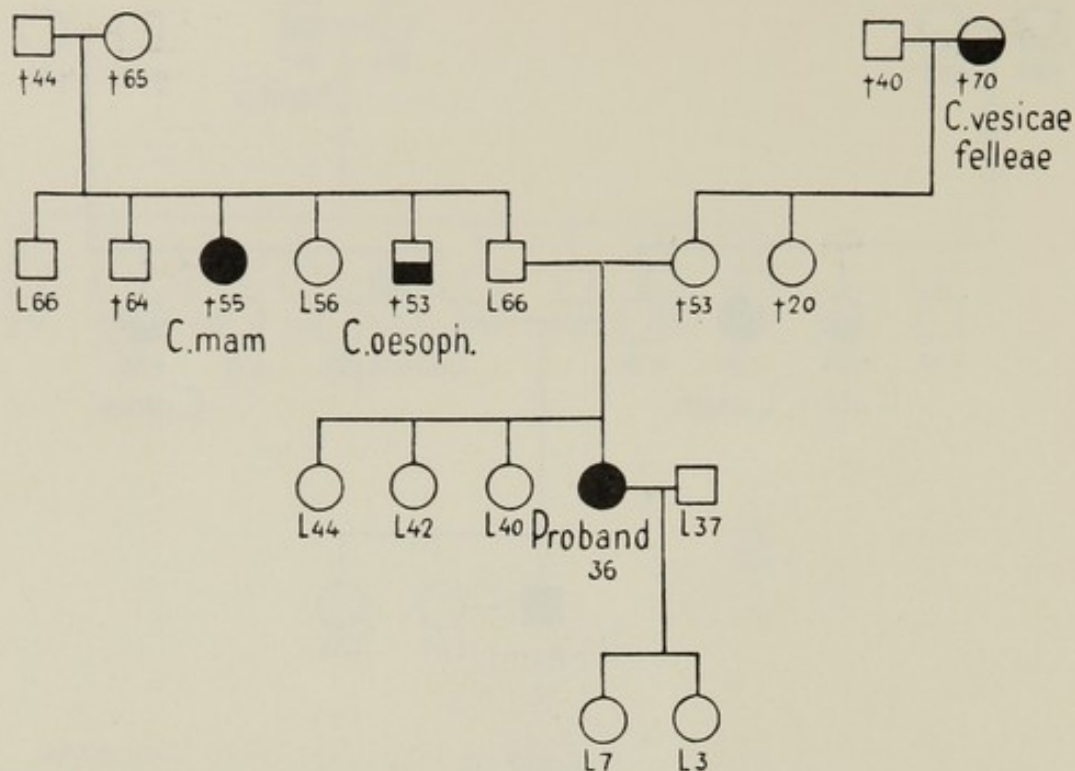 †44 †65 †40 †70
C.vesicae
felleae
L66 †64 †55 L56 †53 L66 †53 †20
C.mam C.oesoph.
L44 L42 L40 Proband L37
36
L7 L3